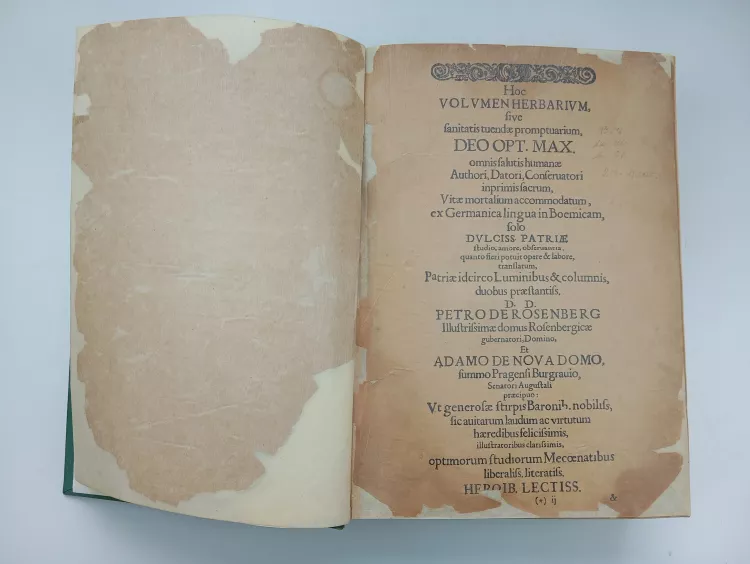 Hoc
VOLVMEN HERBARIVM,
ſive
ſanitatis tuendæ promptuarium,
DEO OPT. MAX.
omnis ſalutis humanæ
Authori, Datori, Conſeruatori
inprimis ſacrum,
Vitæ mortalium accommodatum,
ex Germanica lingua in Boemicam,
ſolo
DVLCISS PATRIÆ
ſtudio, amore, obſervantia
quanto fieri potuit opere & labore,
tranſlatum,
Patriæ idcirco Luminibus & columnis,
duobus præſtantiſſ.
D. D.
PETRO DE ROSENBERG
Illuſtriſſimæ domus Roſenbergicæ
gubernatori, Domino,
Et
ADAMO DE NOVA DOMO,
ſummo Pragenſi Burgravio,
Senatori Auguſtali
præcipuo:
Vt generoſæ ſtirpis Baronib. nobiliſſ,
ſic avitarum laudum ac virtutum
hæredibus feliciſſimis,
illuſtratoribus clariſſimis,
optimorum ſtudiorum Mecœnatibus
liberaliſſ. literatiſſ.
HEROIB. LECTISS.
(+) ij
&